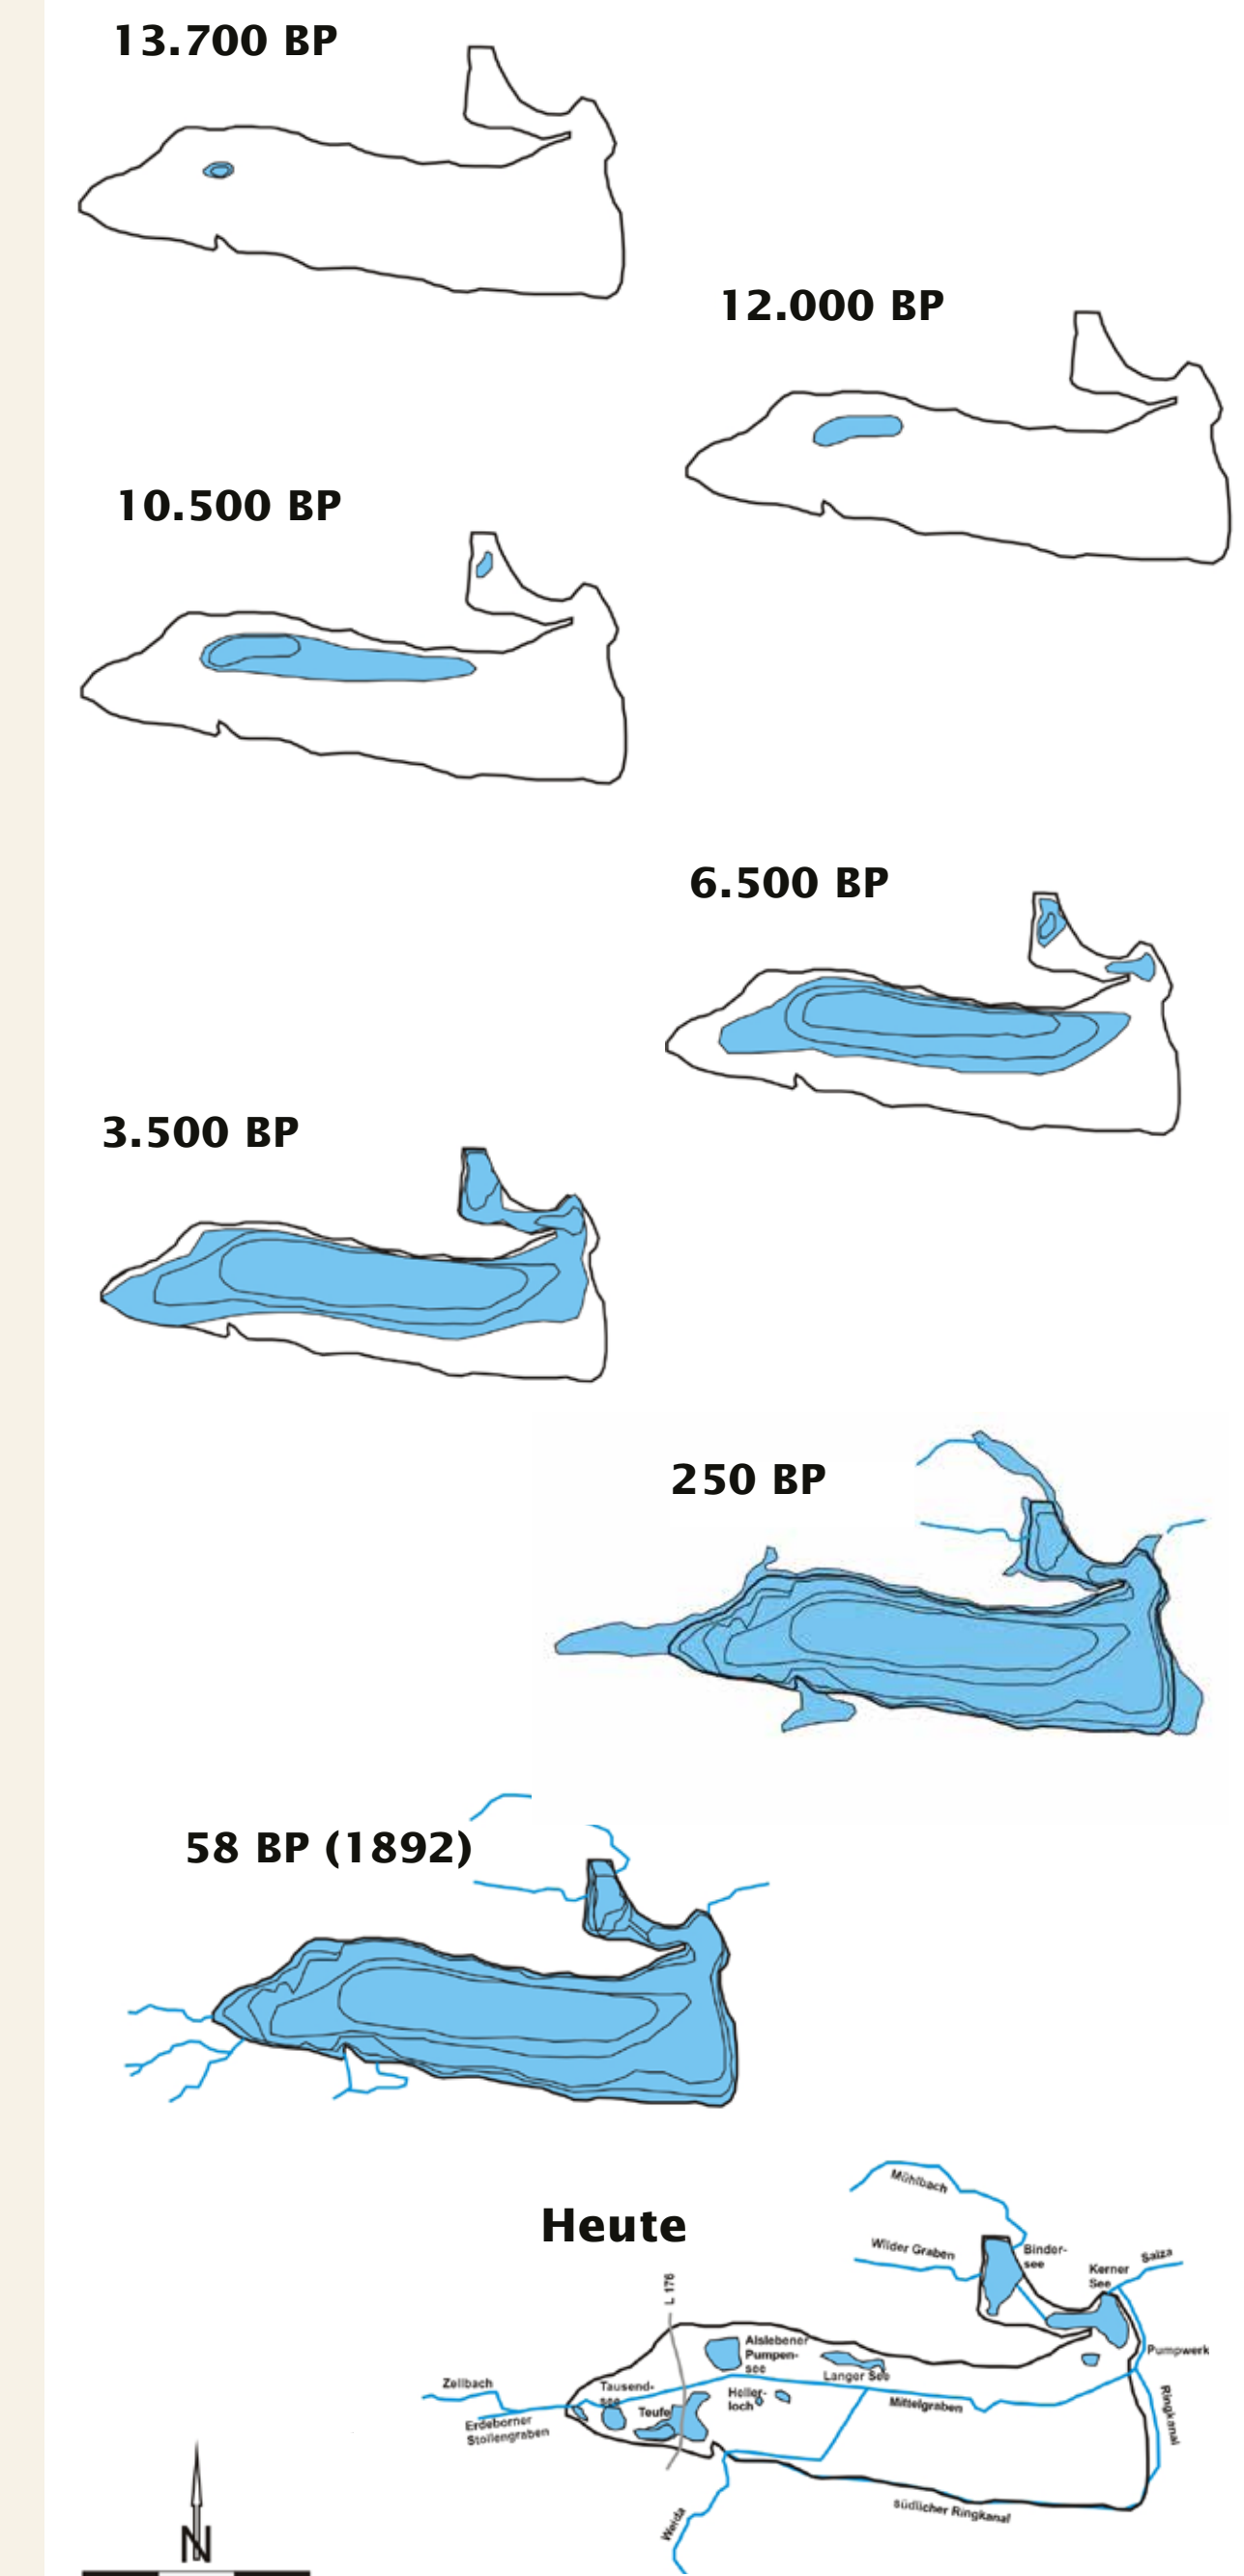 13.700 BP
12.000 BP
10.500 BP
6.500 BP
3.500 BP
250 BP
58 BP (1892)
Heute
Mühlbach
Wilder Graben
Binder-
see
Kerner
See
Salza
L 176
Alslebener
Pumpen-
see
Langer See
Pumpwerk
Zellbach
Tausend-
see
Teufe
Heller-
loch
Mittelgraben
Ringkanal
Erdeborner
Stollengraben
südlicher Ringkanal
Weida
N